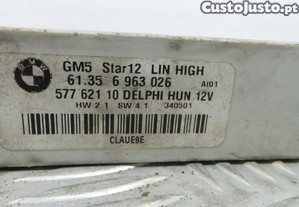 CustoJusto.pt
BMW
GM5 Star12 LIN HIGH
61.35 6 963 026 AI01
577 621 10 DELPHI HUN 12V
HW 2.1 SW 4.1 340501
CLAUE9E